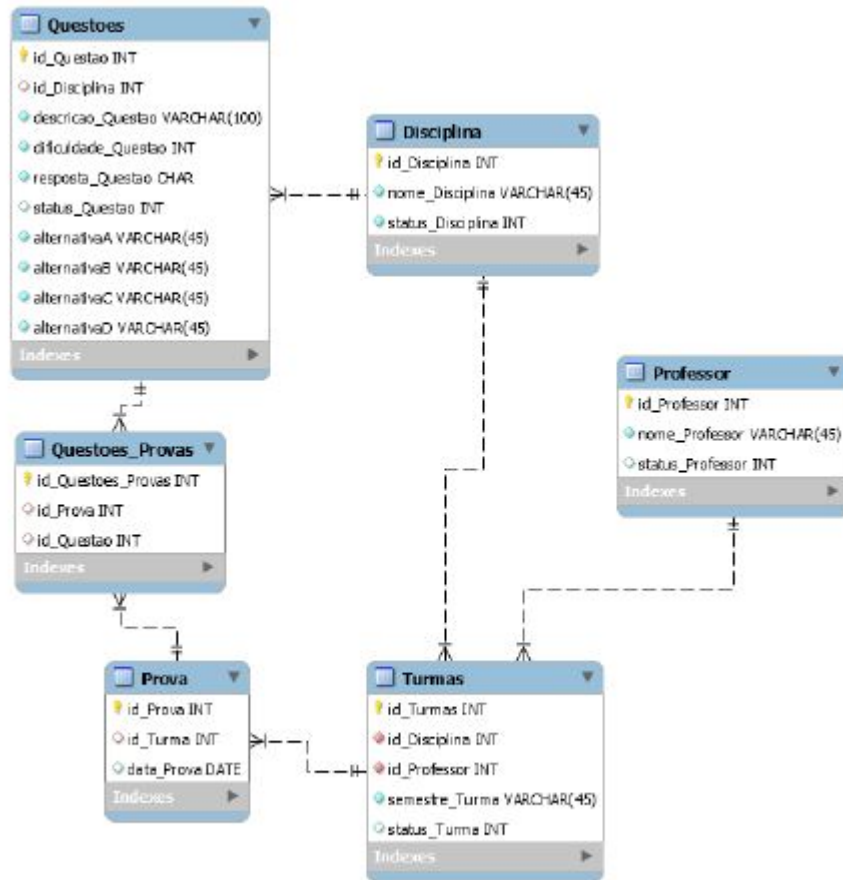 Questoes
id_Questao INT
id_Disciplina INT
descricao_Questao VARCHAR(100)
dificuldade_Questao INT
resposta_Questao CHAR
status_Questao INT
alternativaA VARCHAR(45)
alternativaB VARCHAR(45)
alternativaC VARCHAR(45)
alternativaD VARCHAR(45)
Indexes
Disciplina
id_Disciplina INT
nome_Disciplina VARCHAR(45)
status_Disciplina INT
Indexes
Professor
id_Professor INT
nome_Professor VARCHAR(45)
status_Professor INT
Indexes
Questoes_Provas
id_Questoes_Provas INT
id_Prova INT
id_Questao INT
Indexes
Prova
id_Prova INT
id_Turma INT
data_Prova DATE
Indexes
Turmas
id_Turmas INT
id_Disciplina INT
id_Professor INT
semestre_Turma VARCHAR(45)
status_Turma INT
Indexes